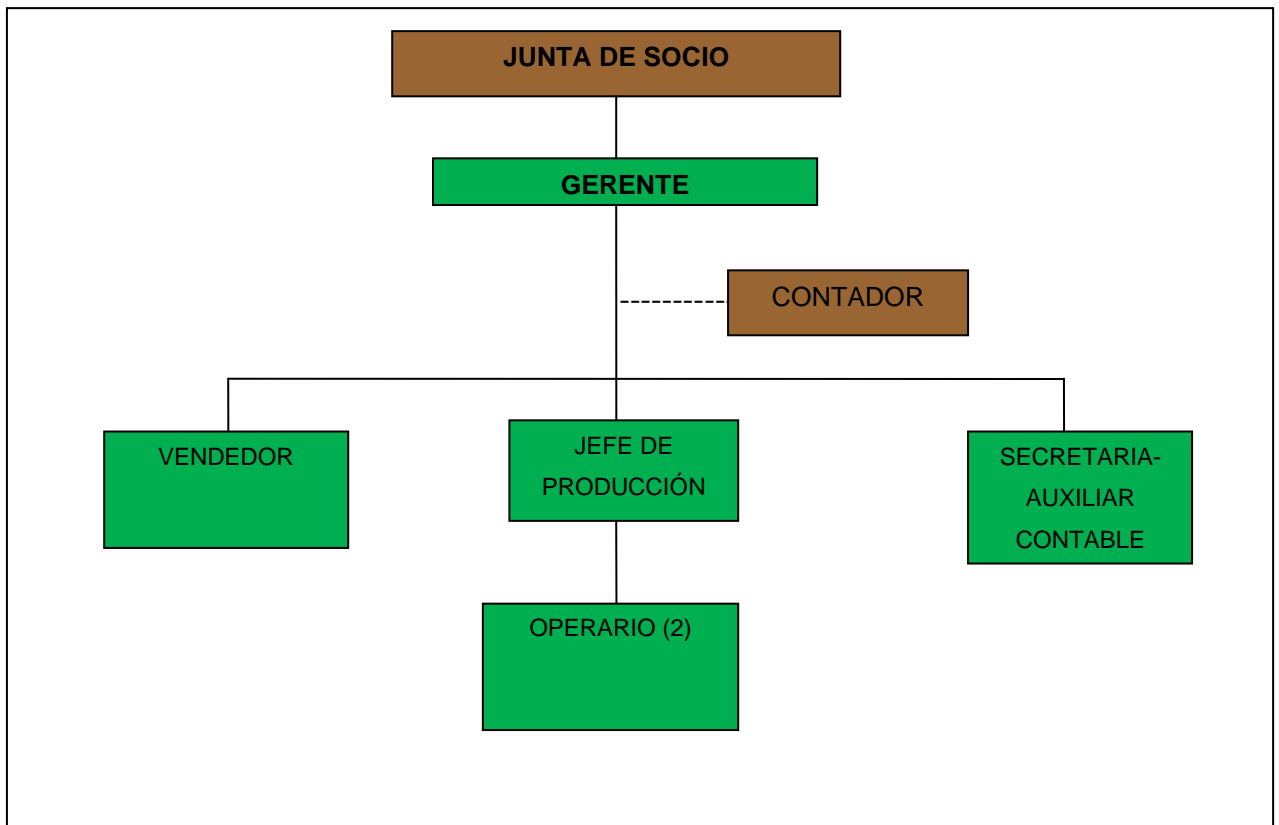 JUNTA DE SOCIO
GERENTE
CONTADOR
VENDEDOR
JEFE DE
PRODUCCIÓN
SECRETARIA-
AUXILIAR
CONTABLE
OPERARIO (2)